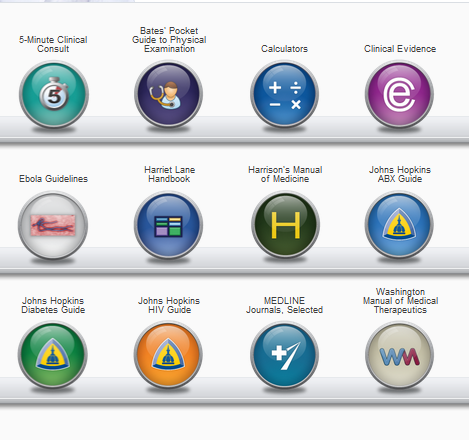 5-Minute Clinical
Consult
Bates' Pocket
Guide to Physical
Examination
Calculators
Clinical Evidence
5
+ ÷
− ×
e
Ebola Guidelines
Harriet Lane
Handbook
Harrison's Manual
of Medicine
Johns Hopkins
ABX Guide
H
Johns Hopkins
Diabetes Guide
Johns Hopkins
HIV Guide
MEDLINE
Journals, Selected
Washington
Manual of Medical
Therapeutics
WM